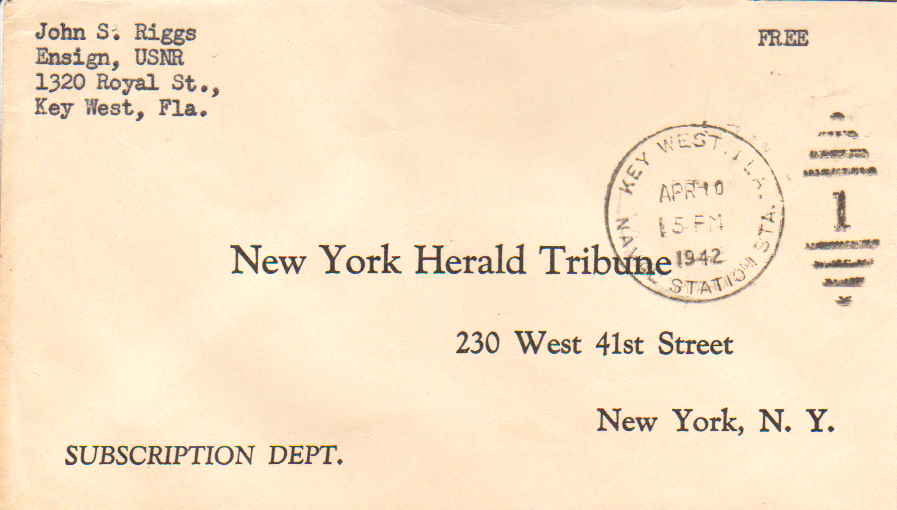 John S. Riggs
Ensign, USNR
1320 Royal St.,
Key West, Fla.
FREE
KEY WEST, FLA.
APR 10
5 PM
1942
NAVAL STATION STA.
1
New York Herald Tribune
230 West 41st Street
New York, N. Y.
SUBSCRIPTION DEPT.